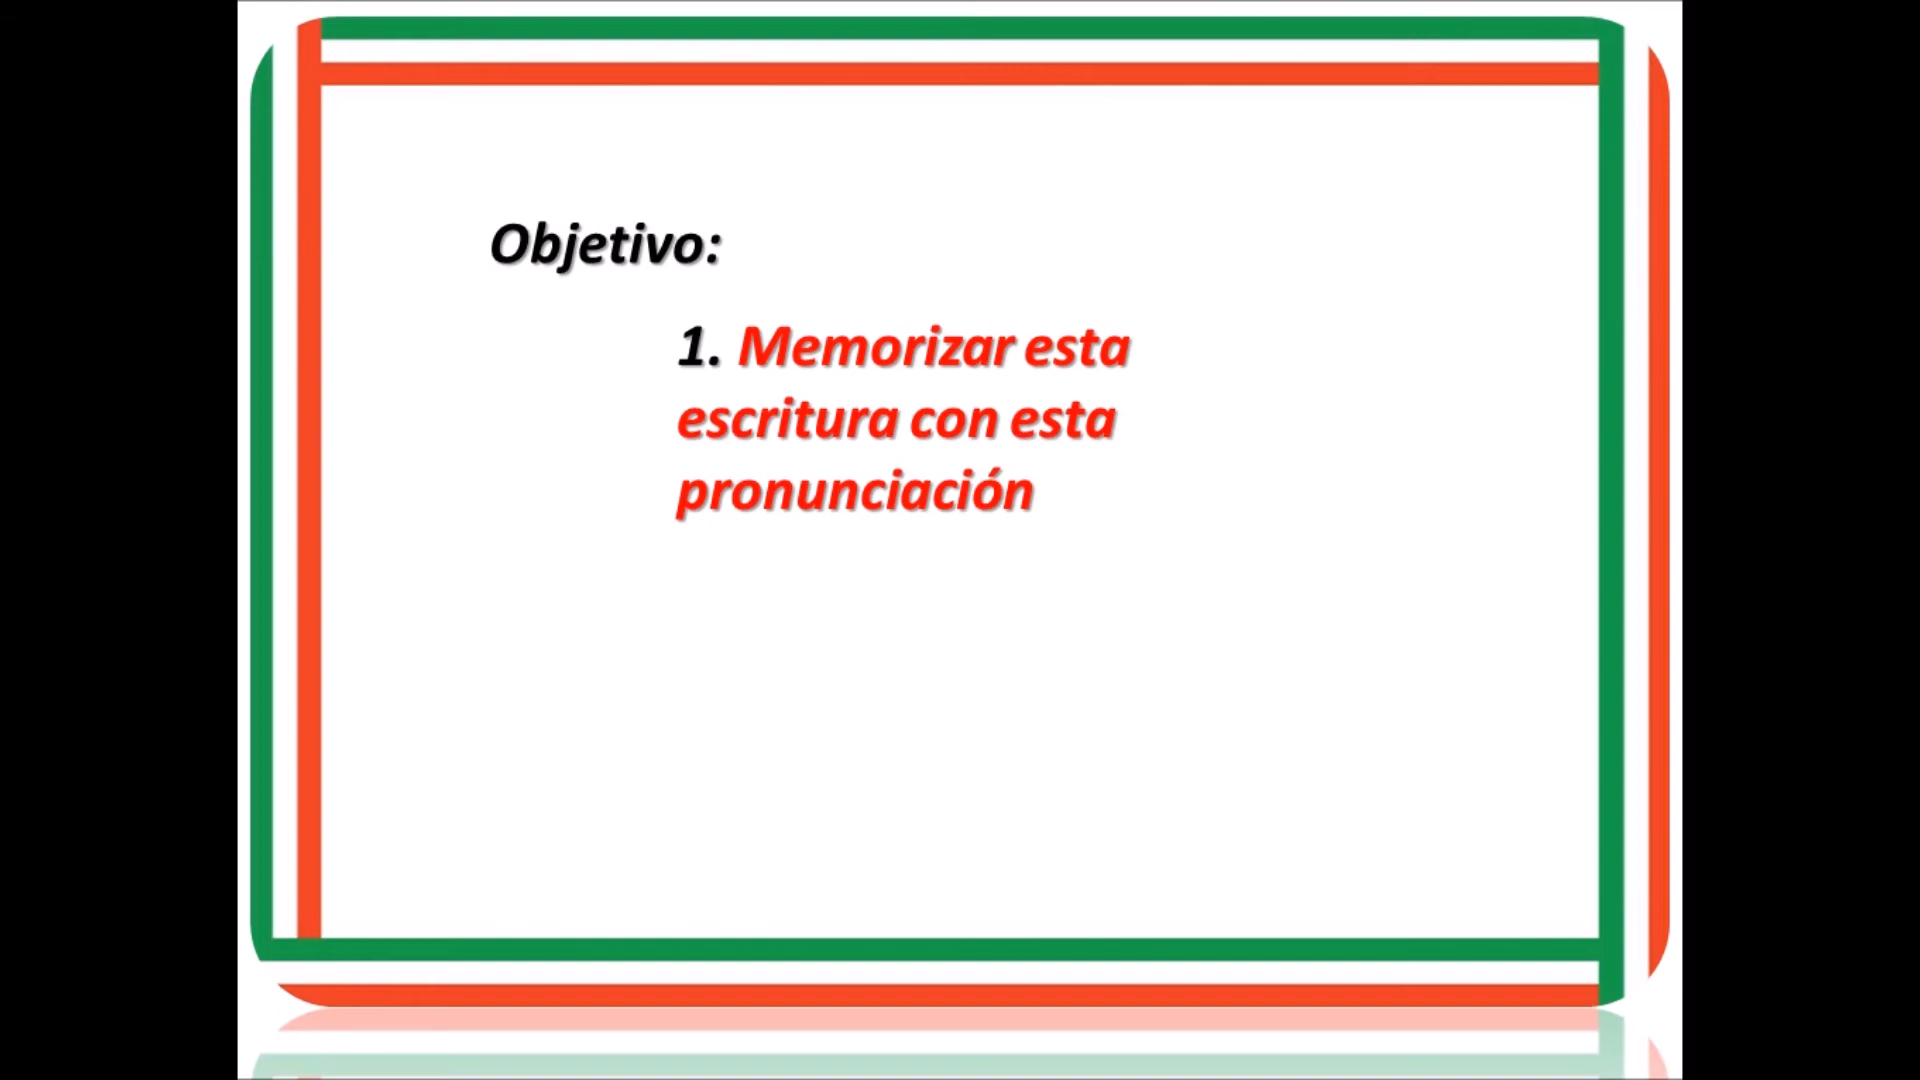 Objetivo:
1. Memorizar esta
escritura con esta
pronunciación